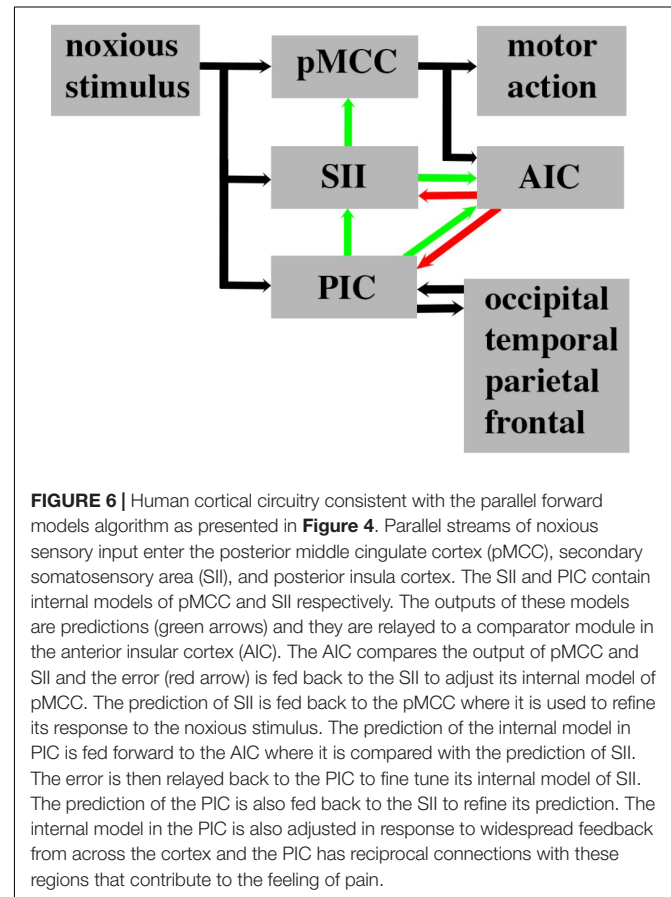 noxious
stimulus
pMCC
motor
action
SII
AIC
PIC
occipital
temporal
parietal
frontal
FIGURE 6 | Human cortical circuitry consistent with the parallel forward
models algorithm as presented in Figure 4. Parallel streams of noxious
sensory input enter the posterior middle cingulate cortex (pMCC), secondary
somatosensory area (SII), and posterior insula cortex. The SII and PIC contain
internal models of pMCC and SII respectively. The outputs of these models
are predictions (green arrows) and they are relayed to a comparator module in
the anterior insular cortex (AIC). The AIC compares the output of pMCC and
SII and the error (red arrow) is fed back to the SII to adjust its internal model of
pMCC. The prediction of SII is fed back to the pMCC where it is used to refine
its response to the noxious stimulus. The prediction of the internal model in
PIC is fed forward to the AIC where it is compared with the prediction of SII.
The error is then relayed back to the PIC to fine tune its internal model of SII.
The prediction of the PIC is also fed back to the SII to refine its prediction. The
internal model in the PIC is also adjusted in response to widespread feedback
from across the cortex and the PIC has reciprocal connections with these
regions that contribute to the feeling of pain.